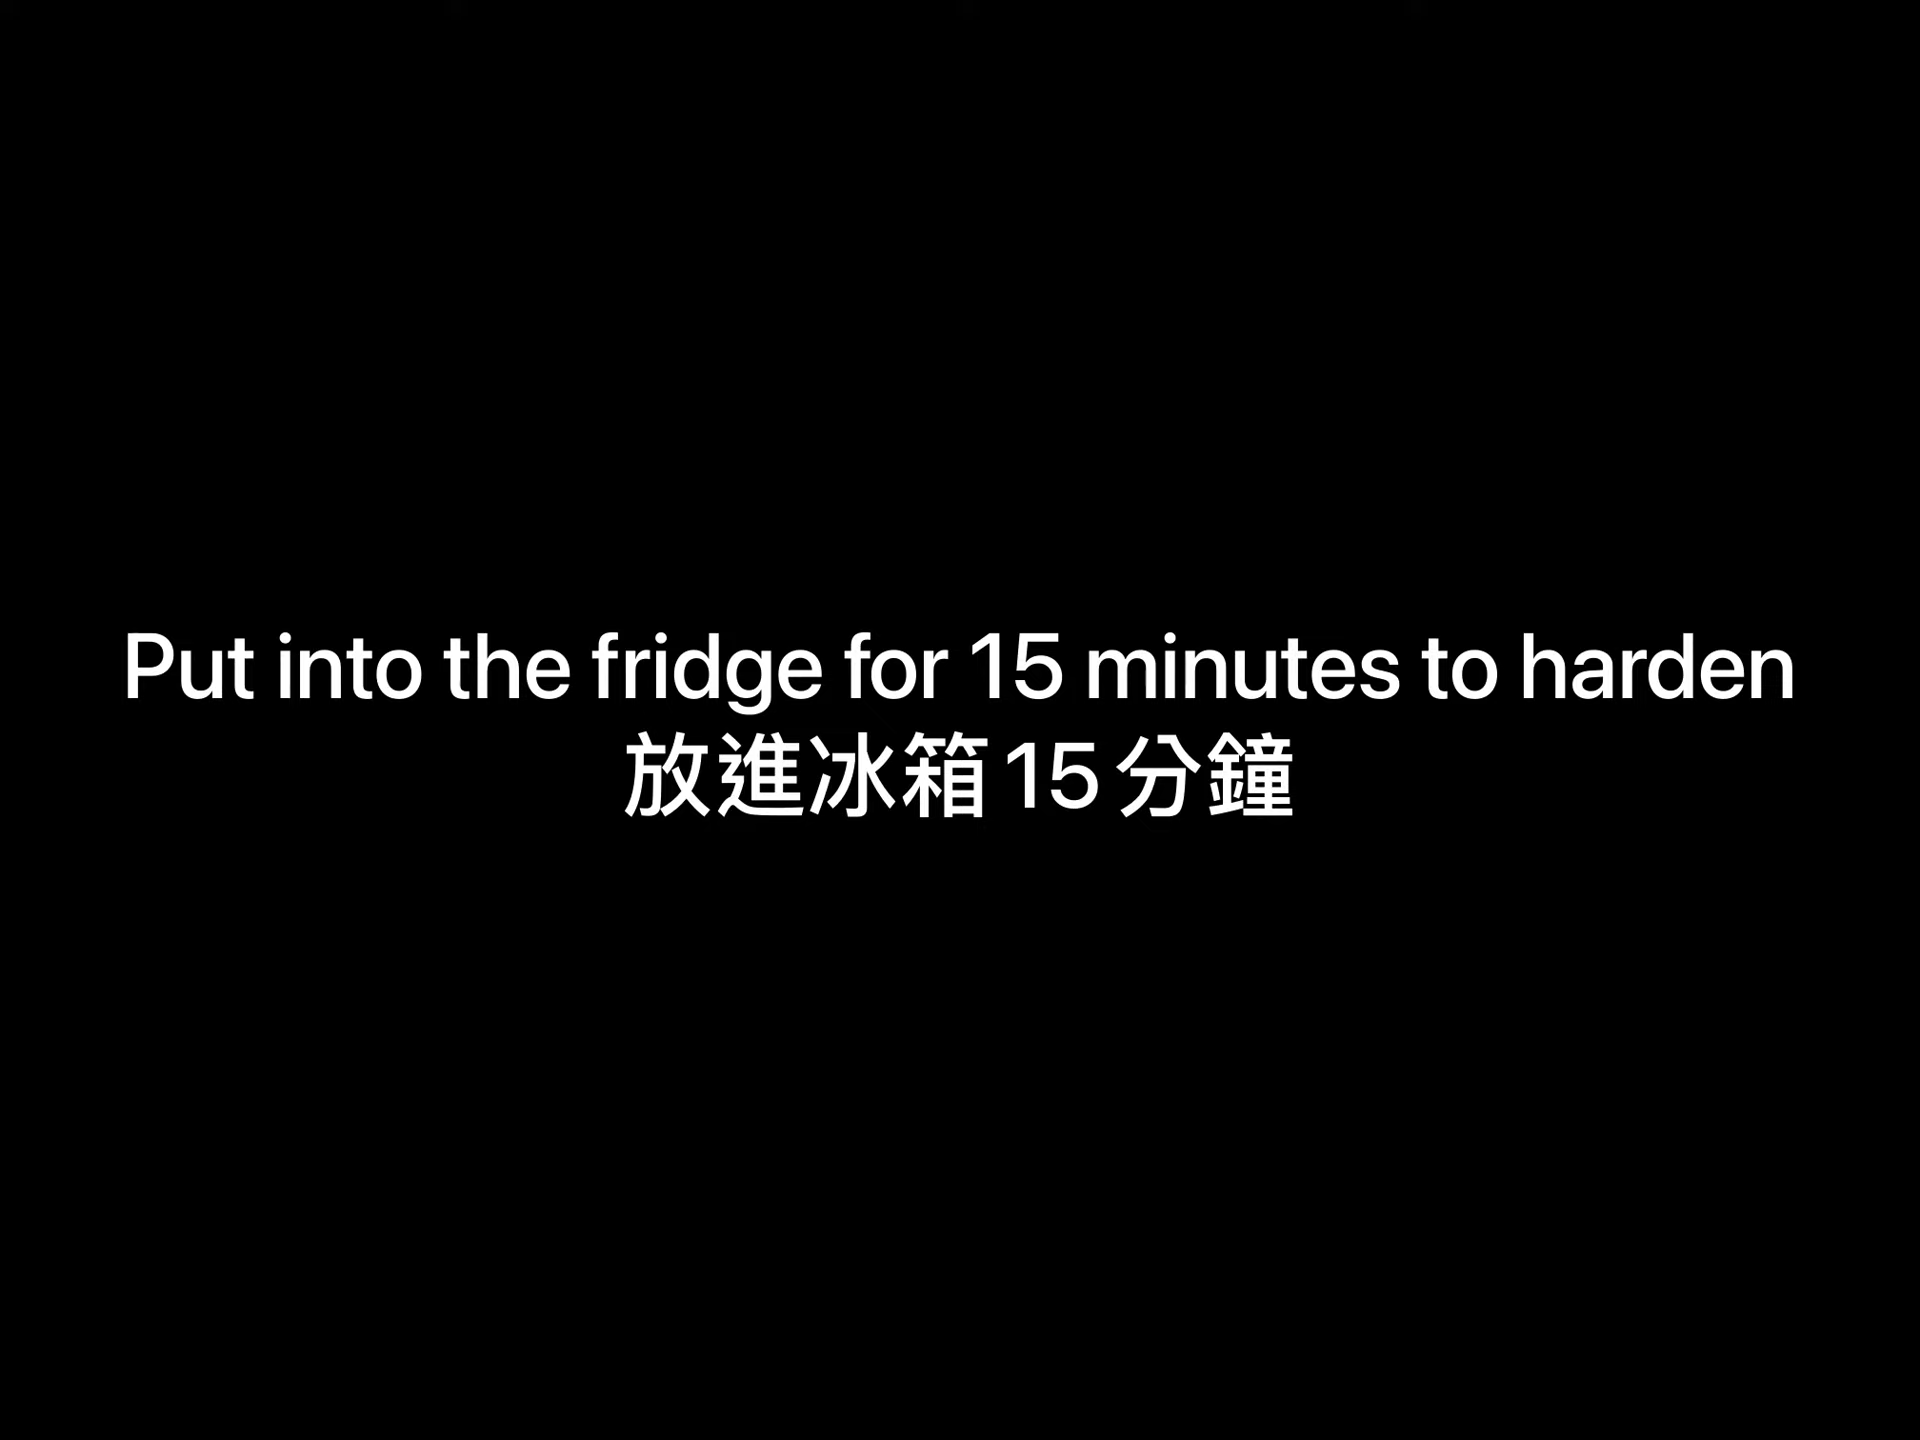 Put into the fridge for 15 minutes to harden
放進冰箱15分鐘